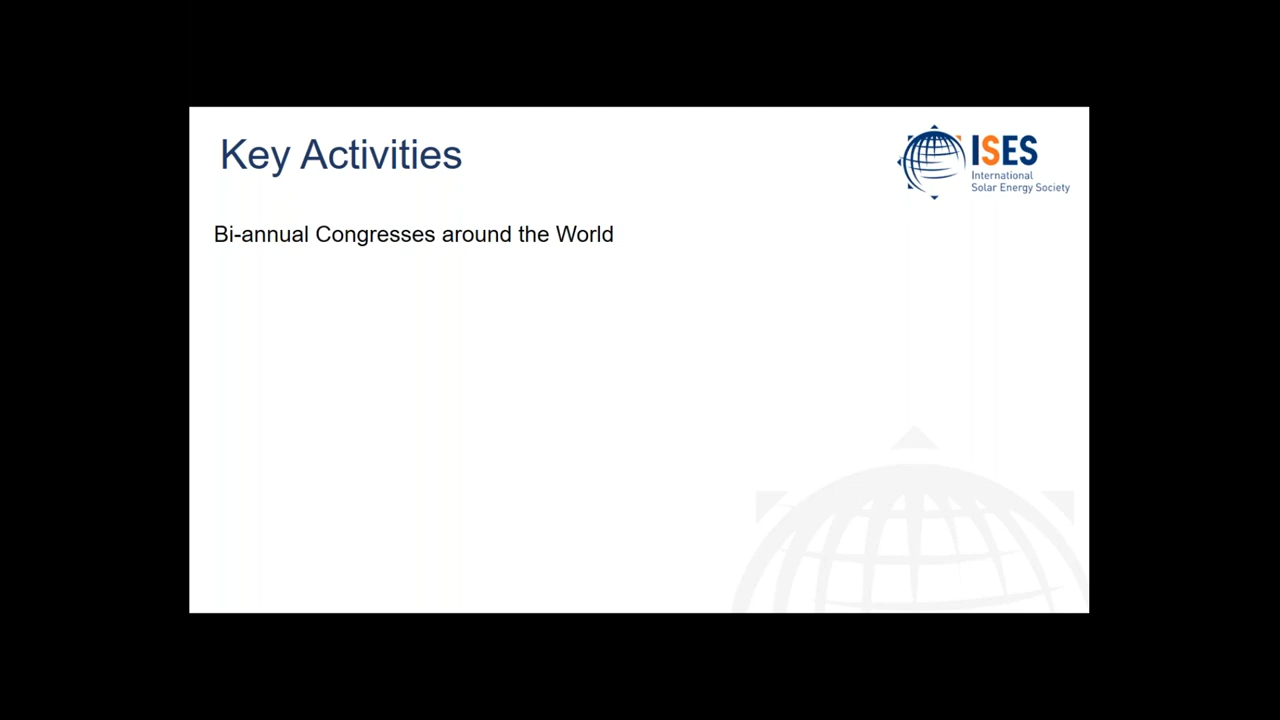 Key Activities
ISES
International
Solar Energy Society
Bi-annual Congresses around the World